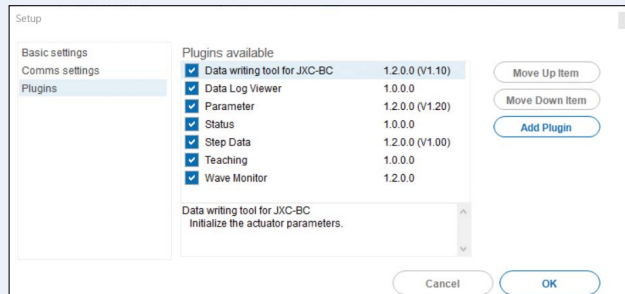 Setup
Basic settings
Comms settings
Plugins
Plugins available
Data writing tool for JXC-BC 1.2.0.0 (V1.10)
Data Log Viewer 1.0.0.0
Parameter 1.2.0.0 (V1.20)
Status 1.0.0.0
Step Data 1.2.0.0 (V1.00)
Teaching 1.0.0.0
Wave Monitor 1.2.0.0
Move Up Item
Move Down Item
Add Plugin
Data writing tool for JXC-BC
Initialize the actuator parameters.
Cancel
OK